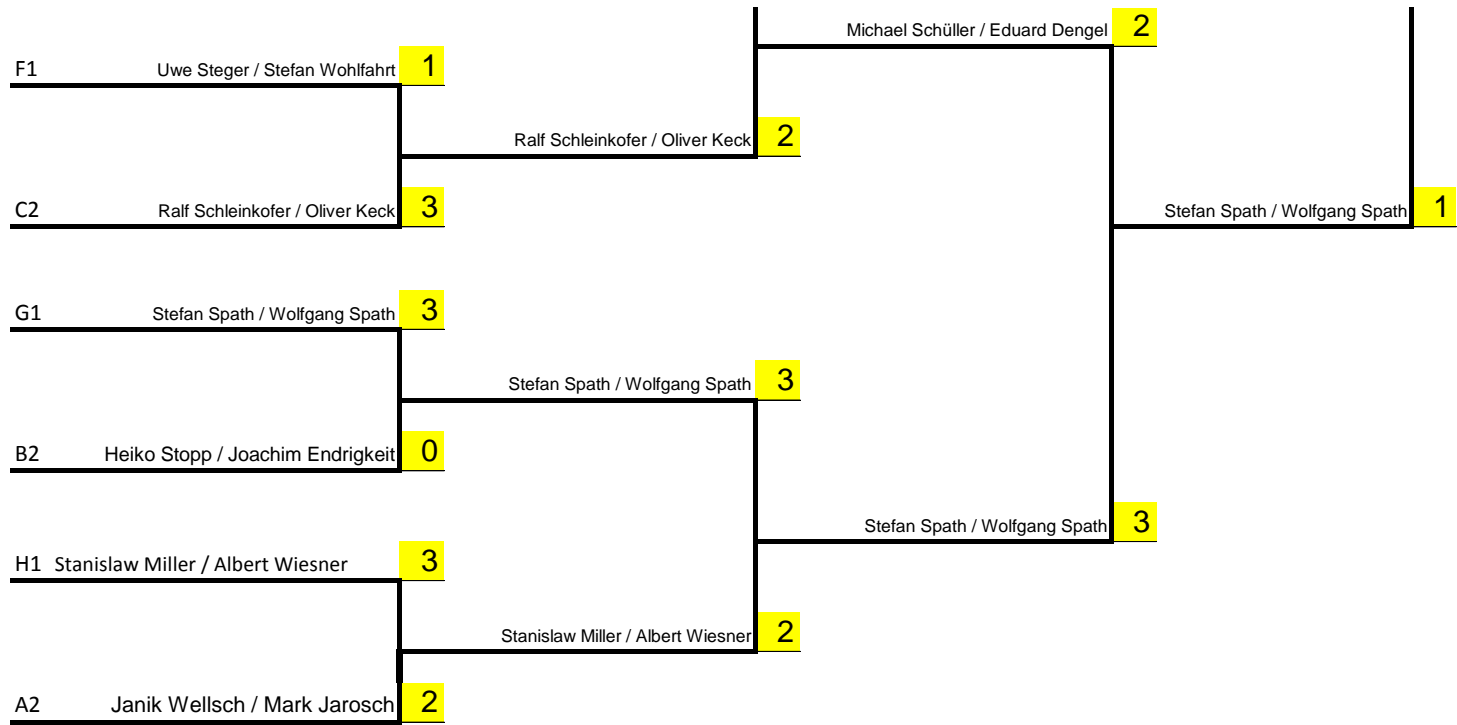 Michael Schüller / Eduard Dengel 2
F1 Uwe Steger / Stefan Wohlfahrt 1
Ralf Schleinkofer / Oliver Keck 2
C2 Ralf Schleinkofer / Oliver Keck 3
Stefan Spath / Wolfgang Spath 1
G1 Stefan Spath / Wolfgang Spath 3
Stefan Spath / Wolfgang Spath 3
B2 Heiko Stopp / Joachim Endrigkeit 0
Stefan Spath / Wolfgang Spath 3
H1 Stanislaw Miller / Albert Wiesner 3
Stanislaw Miller / Albert Wiesner 2
A2 Janik Wellsch / Mark Jarosch 2